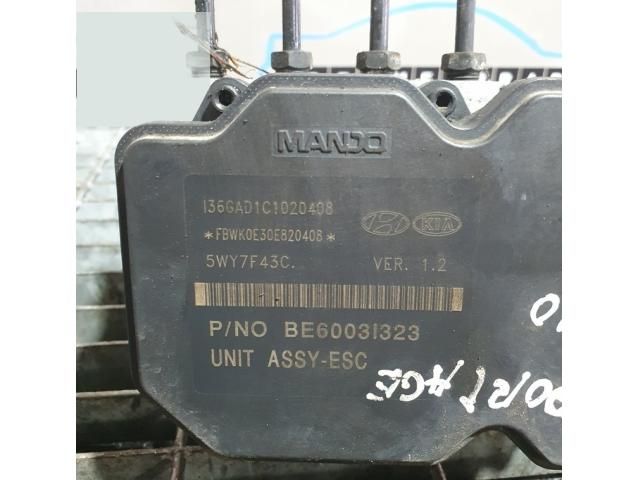 MANDO
I36GAD1C1020408
*FBWK0E30E820408*
KIA
5WY7F43C. VER. 1.2
P/NO BE6003I323
UNIT ASSY-ESC